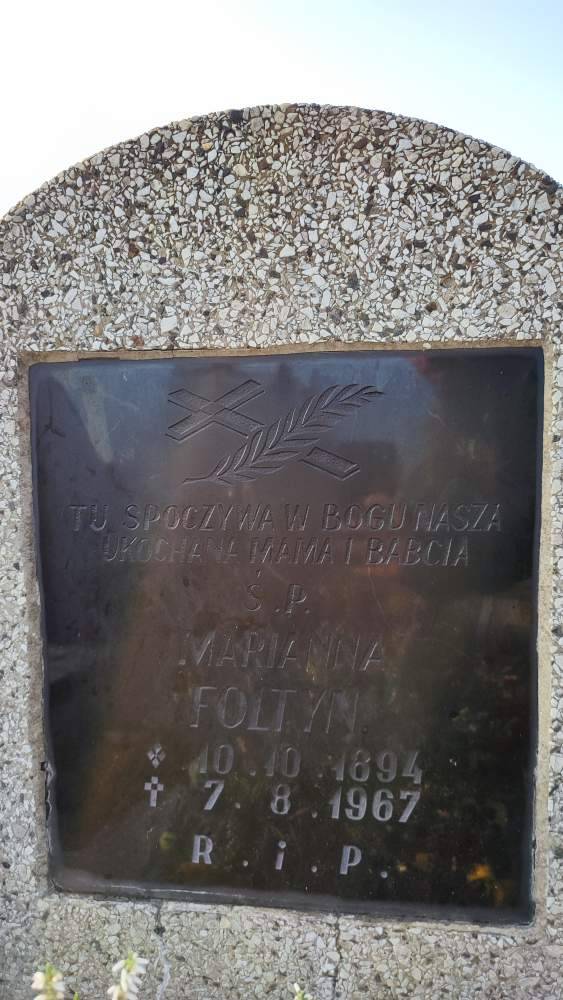 TU SPOCZYWA W BOGU NASZA
UKOCHANA MAMA I BABCIA
Ś.P.
MARIANNA
FOLTYN
* 10.10.1894
✝ 7.8.1967
R.i.P.